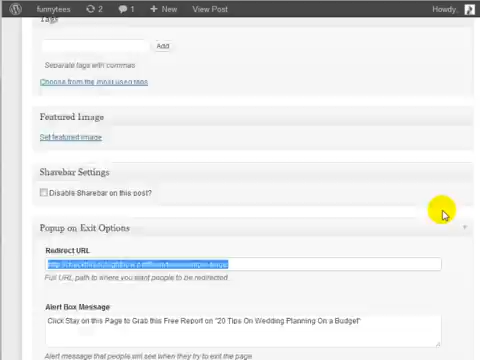 funnytees 2 1 + New View Post Howdy,
Tags
Add
Separate tags with commas
Choose from the most used tags
Featured Image
Set featured image
Sharebar Settings
Disable Sharebar on this post?
Popup on Exit Options
Redirect URL
Full URL path to where you want people to be redirected.
Alert Box Message
Click Stay on this Page to Grab this Free Report on "20 Tips On Wedding Planning On a Budget"
Alert message that people will see when they try to exit the page